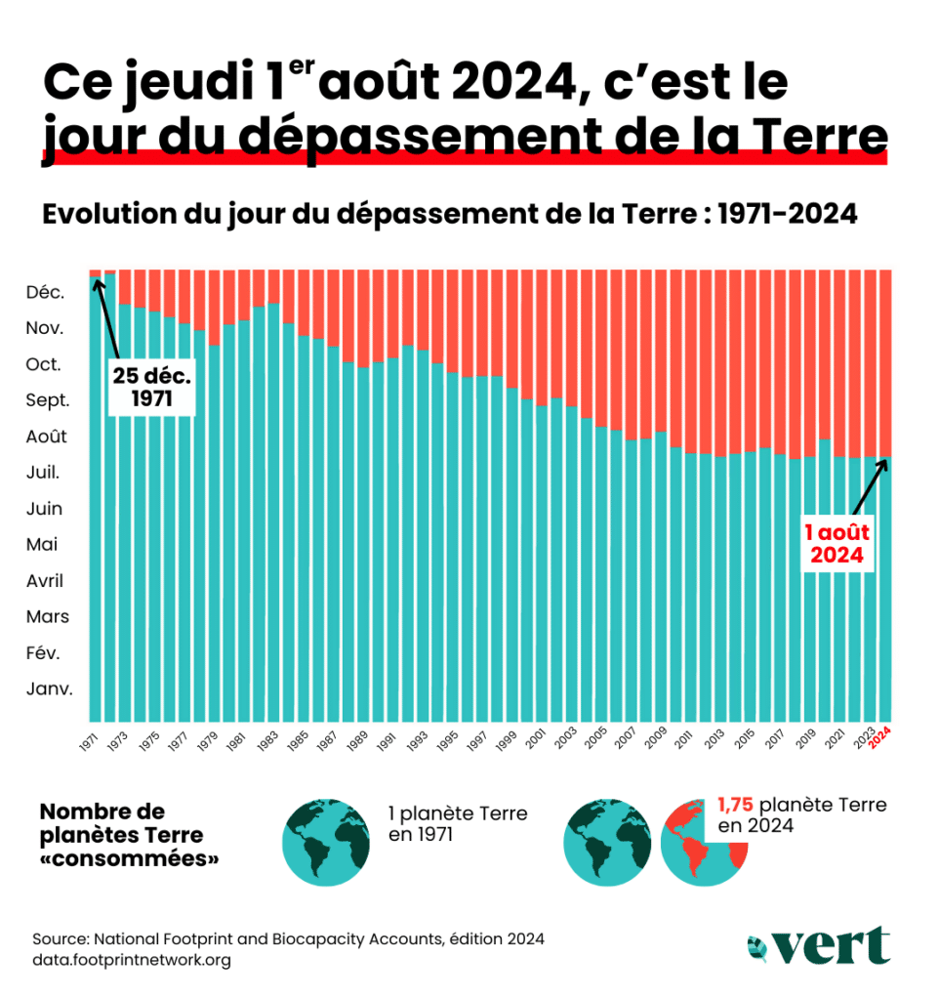 Ce jeudi 1er août 2024, c’est le
jour du dépassement de la Terre
Evolution du jour du dépassement de la Terre : 1971-2024
Déc.
Nov.
Oct.
Sept.
Août
Juil.
Juin
Mai
Avril
Mars
Fév.
Janv.
25 déc.
1971
1 août
2024
1971
1973
1975
1977
1979
1981
1983
1985
1987
1989
1991
1993
1995
1997
1999
2001
2003
2005
2007
2009
2011
2013
2015
2017
2019
2021
2023
2024
Nombre de
planètes Terre
«consommées»
1 planète Terre
en 1971
1,75 planète Terre
en 2024
Source: National Footprint and Biocapacity Accounts, édition 2024
data.footprintnetwork.org
vert